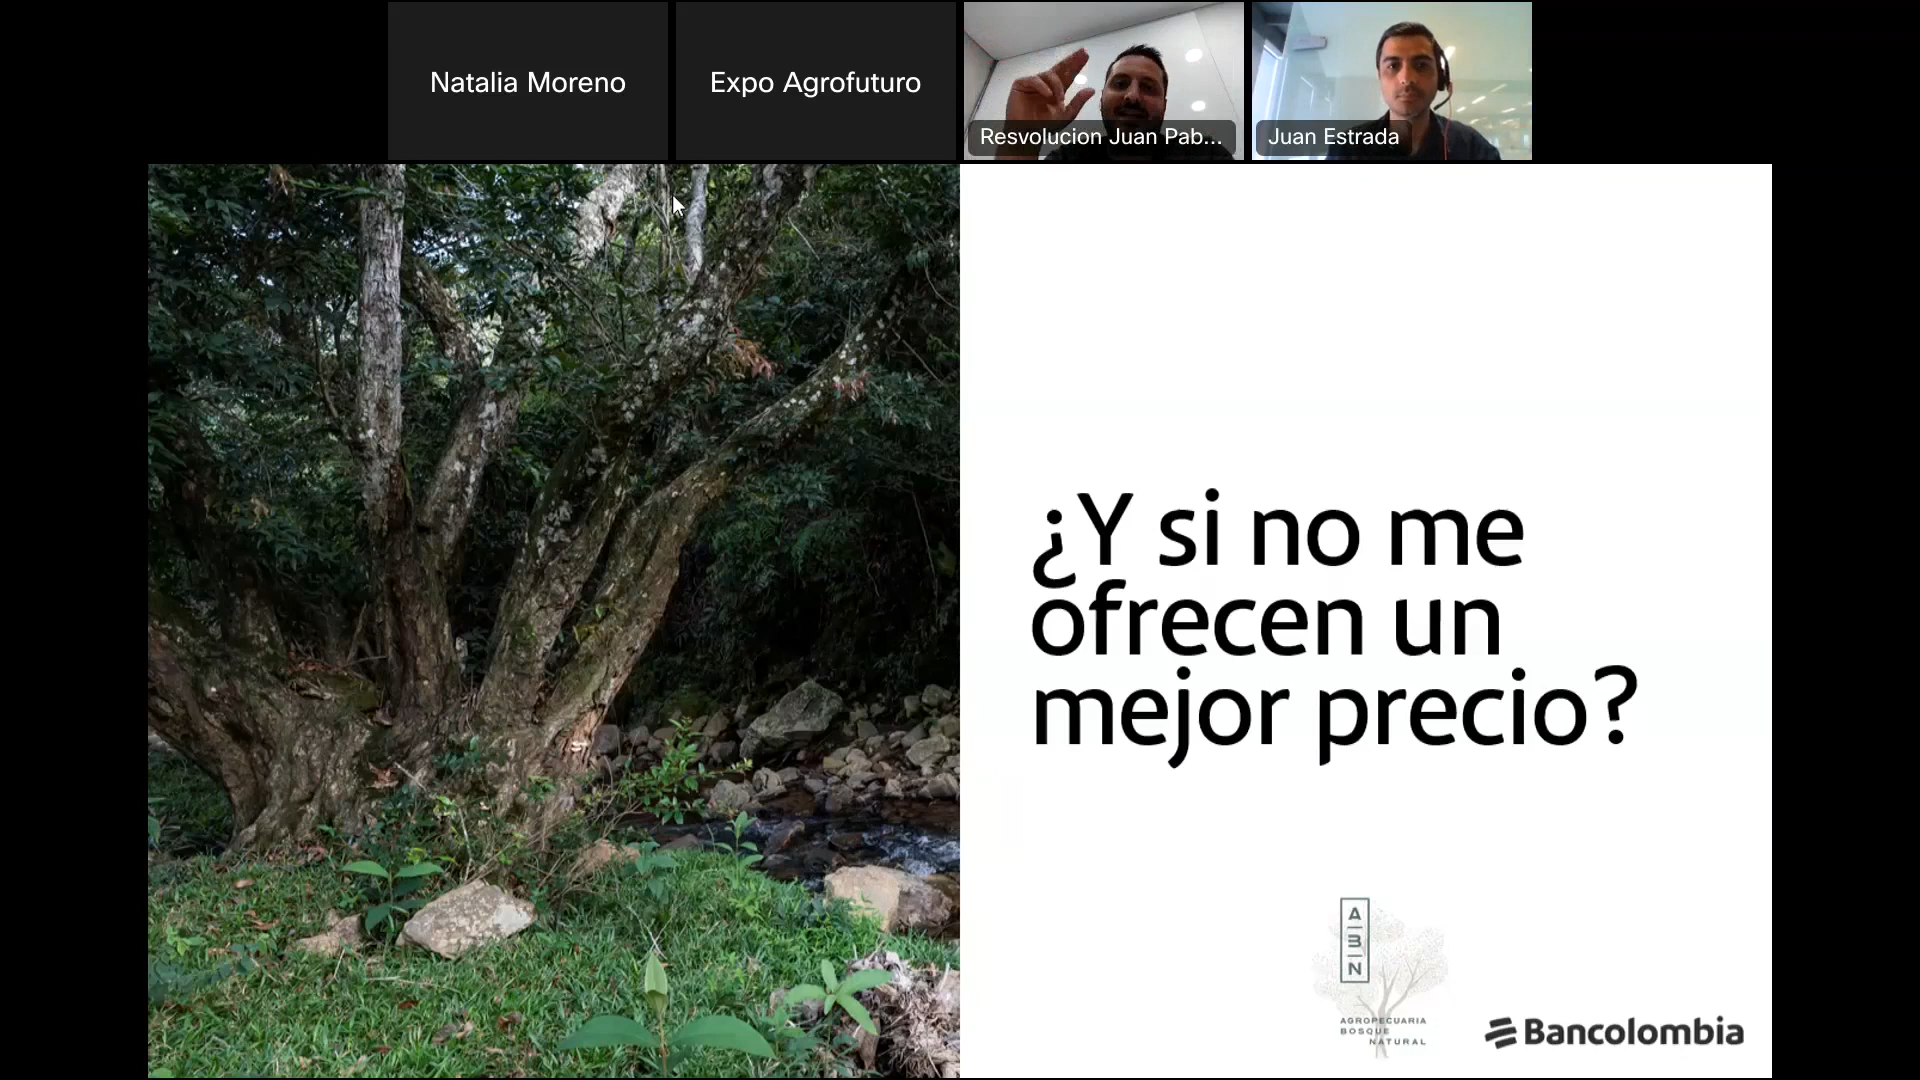 Natalia Moreno
Expo Agrofuturo
Resvolucion Juan Pab...
Juan Estrada
¿Y si no me
ofrecen un
mejor precio?
A
B
N
AGROPECUARIA
BOSQUE
NATURAL
Bancolombia